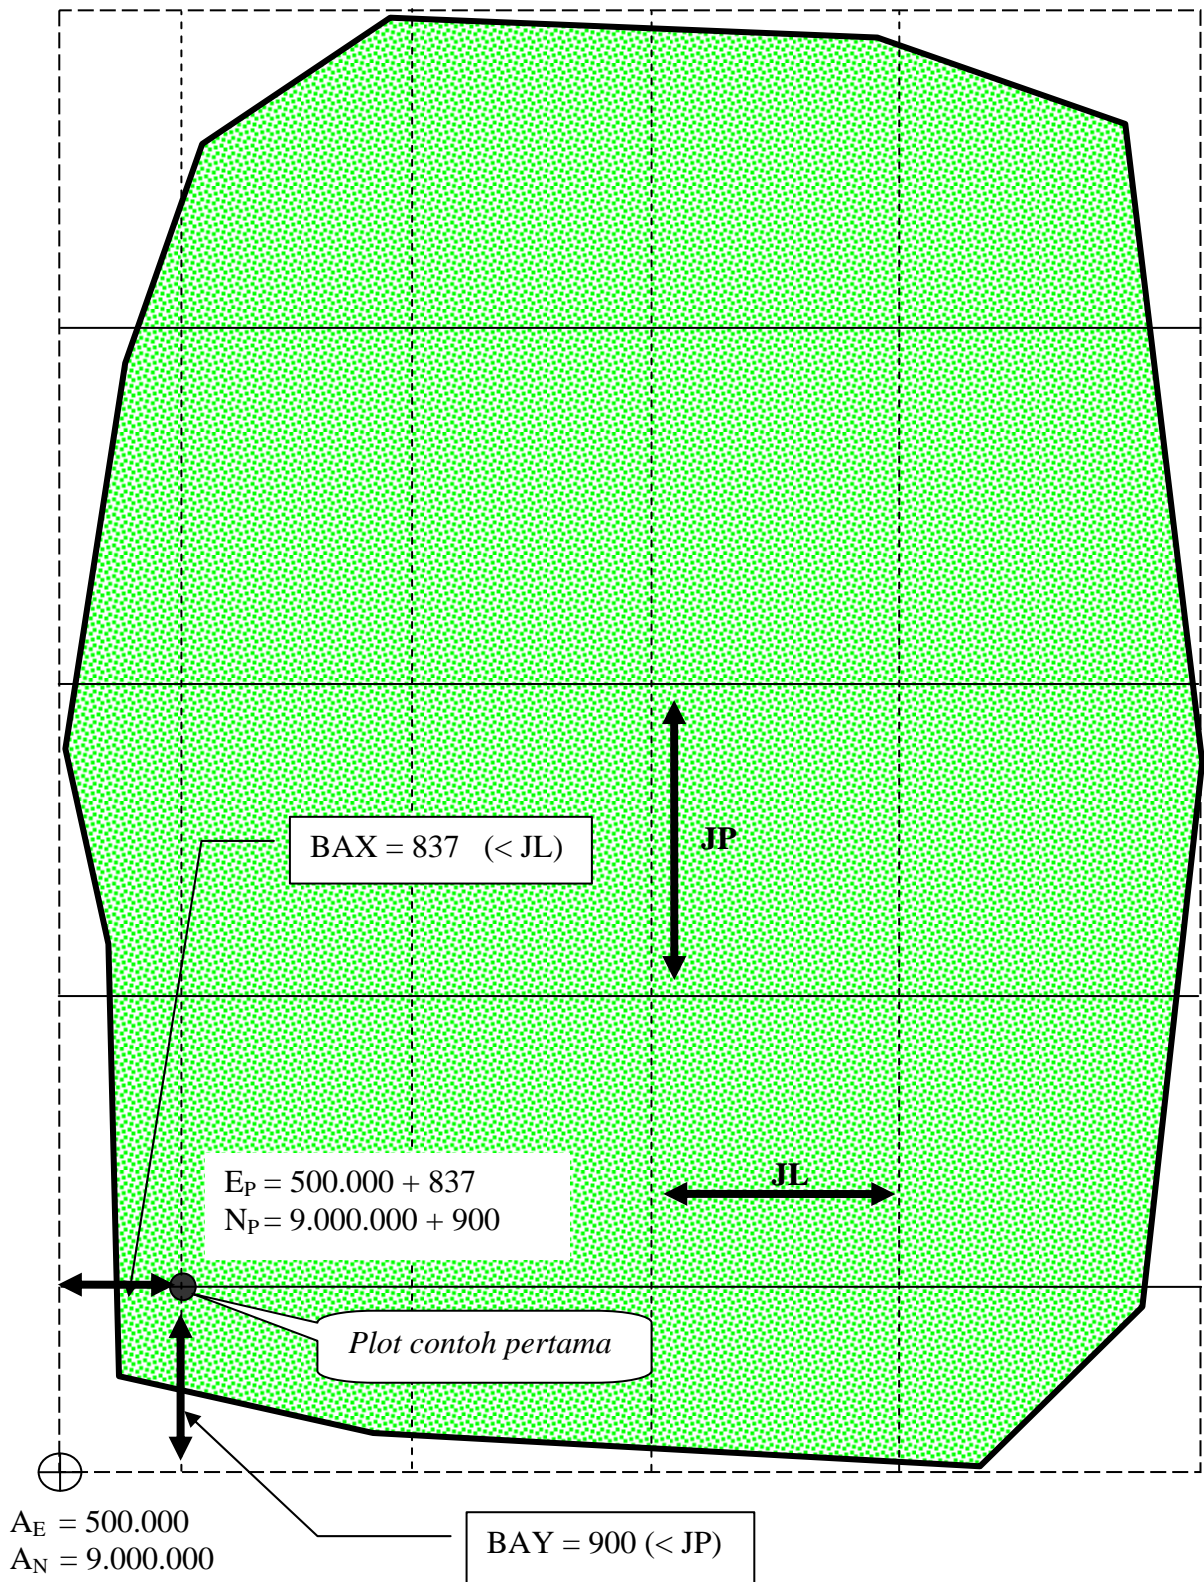 BAX = 837 (< JL)
JP
E_P = 500.000 + 837
N_P = 9.000.000 + 900
JL
Plot contoh pertama
A_E = 500.000
A_N = 9.000.000
BAY = 900 (< JP)